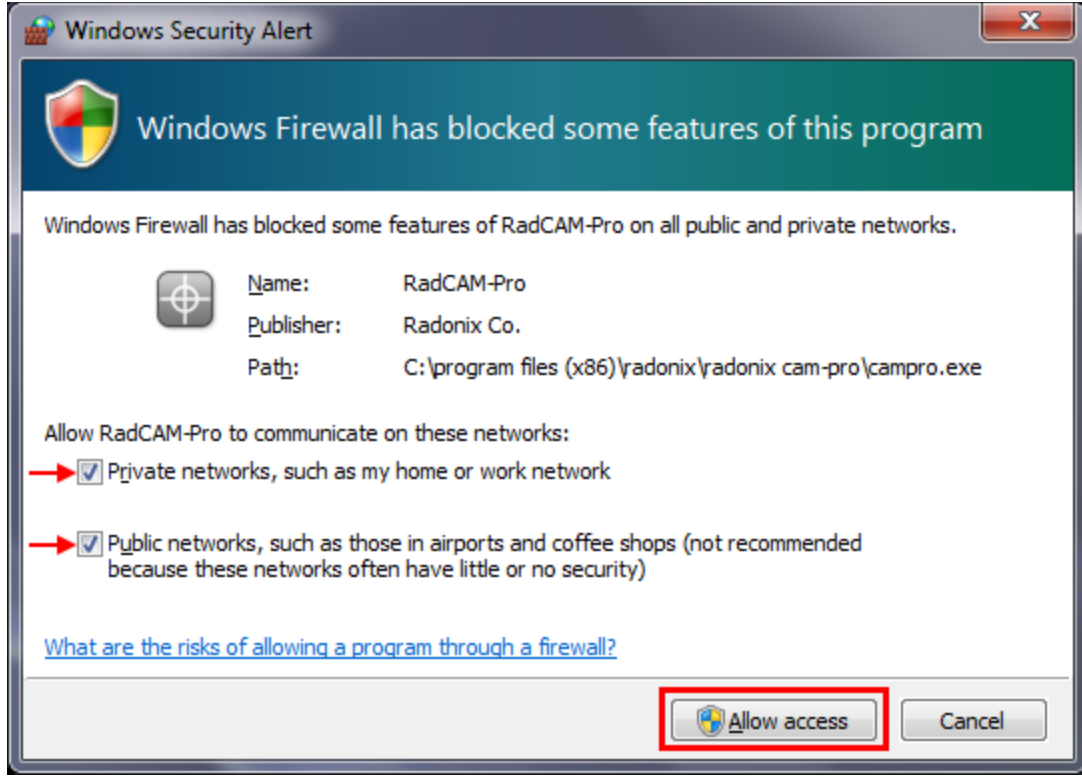 Windows Security Alert
Windows Firewall has blocked some features of this program
Windows Firewall has blocked some features of RadCAM-Pro on all public and private networks.
Name: RadCAM-Pro
Publisher: Radonix Co.
Path: C:\program files (x86)\radonix\radonix cam-pro\campro.exe
Allow RadCAM-Pro to communicate on these networks:
Private networks, such as my home or work network
Public networks, such as those in airports and coffee shops (not recommended
because these networks often have little or no security)
What are the risks of allowing a program through a firewall?
Allow access Cancel